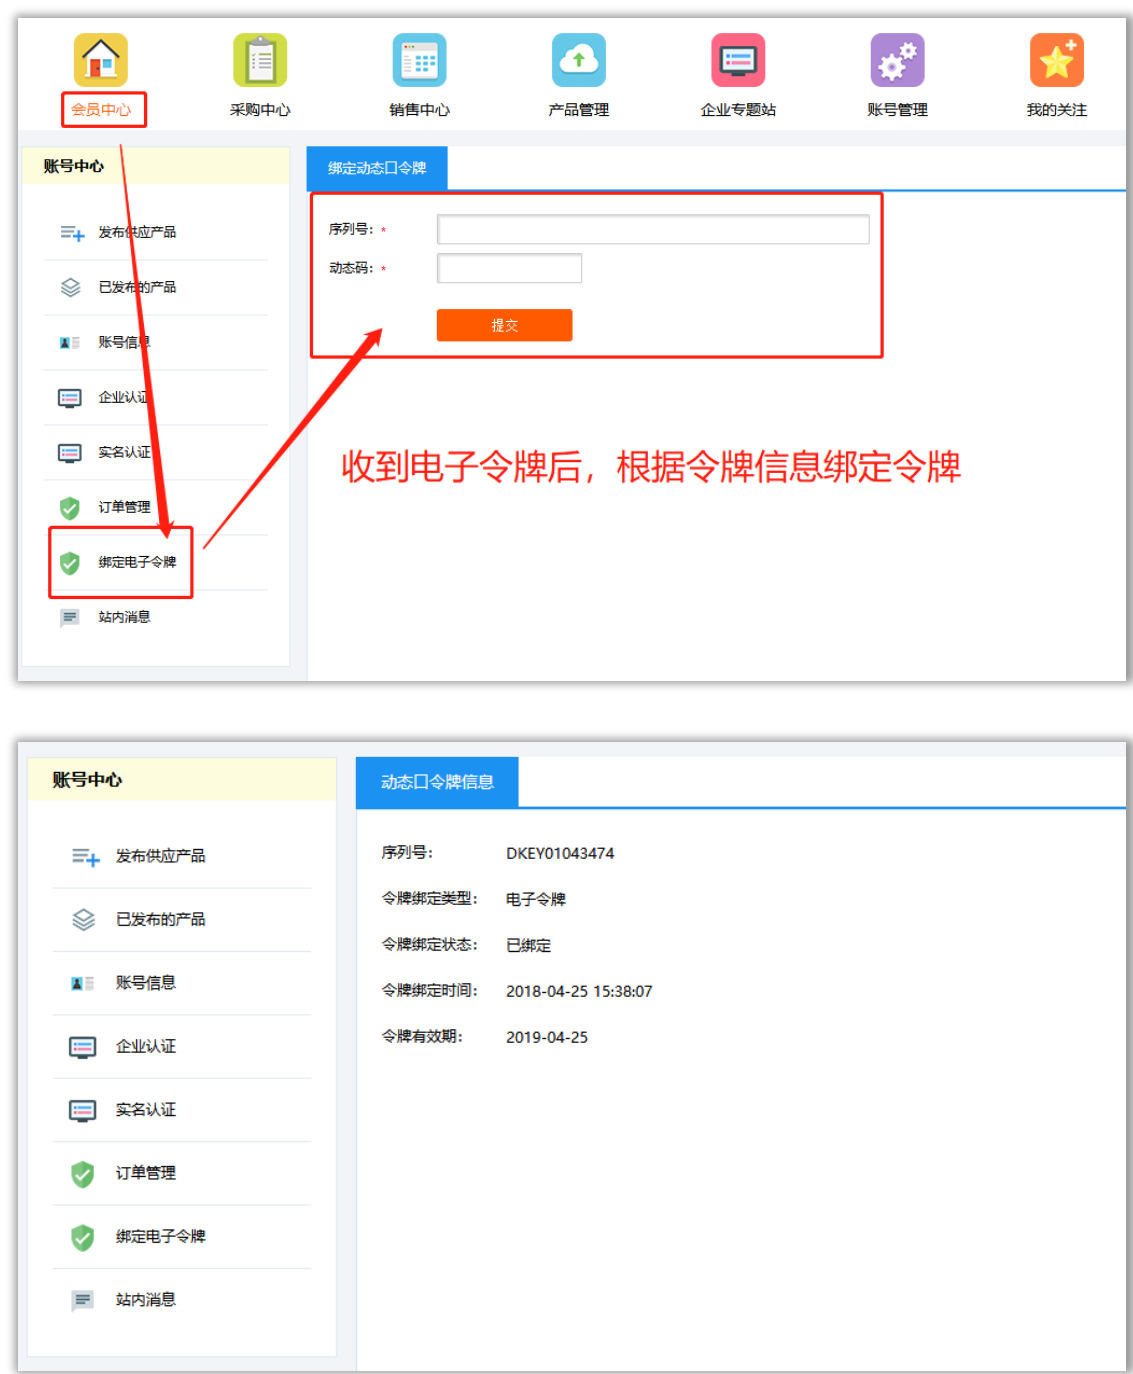 会员中心 采购中心 销售中心 产品管理 企业专题站 账号管理 我的关注
账号中心
发布供应产品
已发布的产品
账号信息
企业认证
实名认证
订单管理
绑定电子令牌
站内消息
绑定动态口令牌
序列号： *
动态码： *
提交
收到电子令牌后，根据令牌信息绑定令牌
账号中心
发布供应产品
已发布的产品
账号信息
企业认证
实名认证
订单管理
绑定电子令牌
站内消息
动态口令牌信息
序列号： DKEY01043474
令牌绑定类型： 电子令牌
令牌绑定状态： 已绑定
令牌绑定时间： 2018-04-25 15:38:07
令牌有效期： 2019-04-25